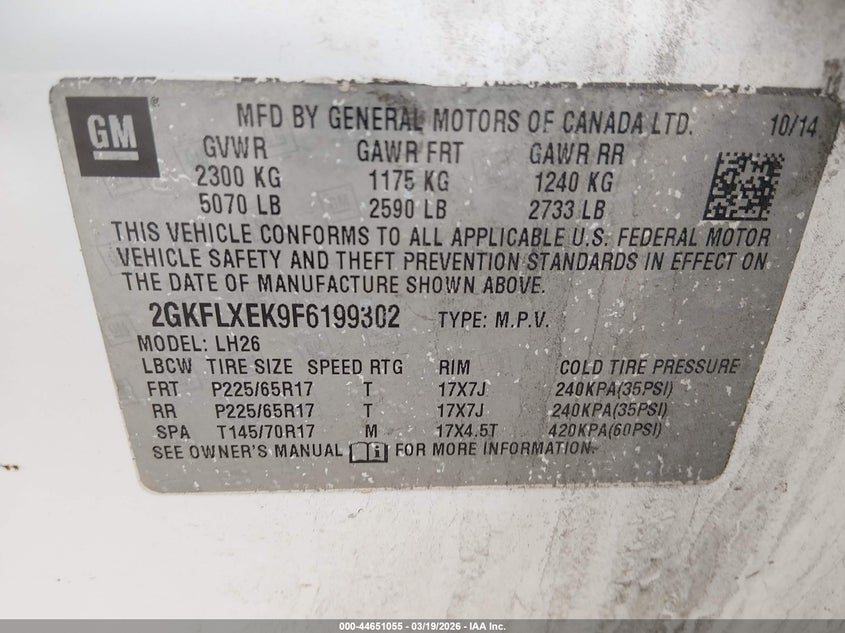 GM ® MFD BY GENERAL MOTORS OF CANADA LTD. 10/14
GVWR GAWR FRT GAWR RR
2300 KG 1175 KG 1240 KG
5070 LB 2590 LB 2733 LB
THIS VEHICLE CONFORMS TO ALL APPLICABLE U.S. FEDERAL MOTOR
VEHICLE SAFETY AND THEFT PREVENTION STANDARDS IN EFFECT ON
THE DATE OF MANUFACTURE SHOWN ABOVE.
2GKFLXEK9F6199302 TYPE: M.P.V.
MODEL: LH26
LBCW TIRE SIZE SPEED RTG RIM COLD TIRE PRESSURE
FRT P225/65R17 T 17X7J 240KPA(35PSI)
RR P225/65R17 T 17X7J 240KPA(35PSI)
SPA T145/70R17 M 17X4.5T 420KPA(60PSI)
SEE OWNER'S MANUAL i FOR MORE INFORMATION.
000-44651055 — 03/19/2026 — IAA Inc.